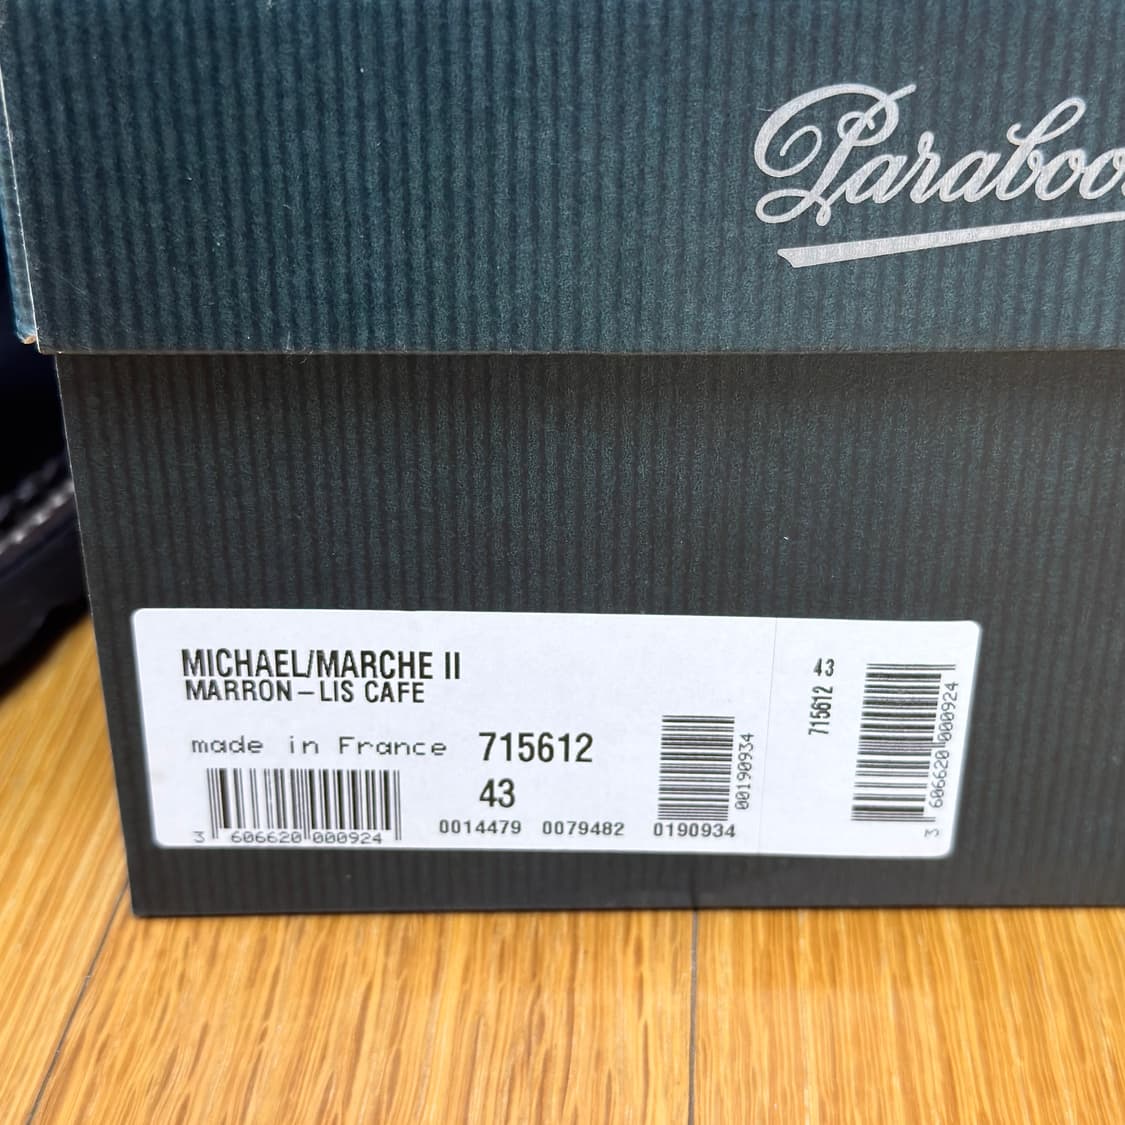 Paraboo
MICHAEL/MARCHE II
MARRON-LIS CAFE
made in France 715612
43
3 606620 000924
0014479 0079482 0190934
00190934
43
715612
3 606620 000924